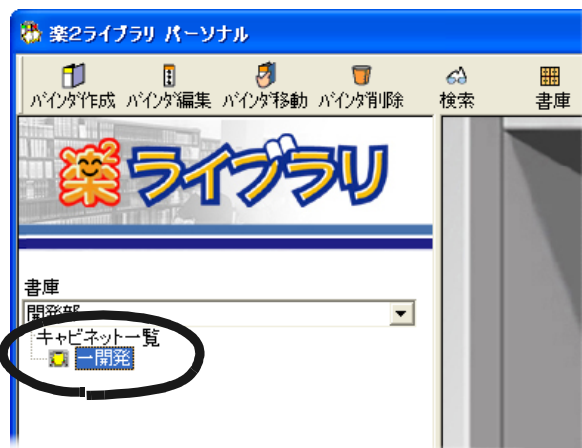 楽2ライブラリ パーソナル
バインダ作成 バインダ編集 バインダ移動 バインダ削除 検索 書庫
楽2ライブラリ
書庫
開発部
キャビネット一覧
一開発